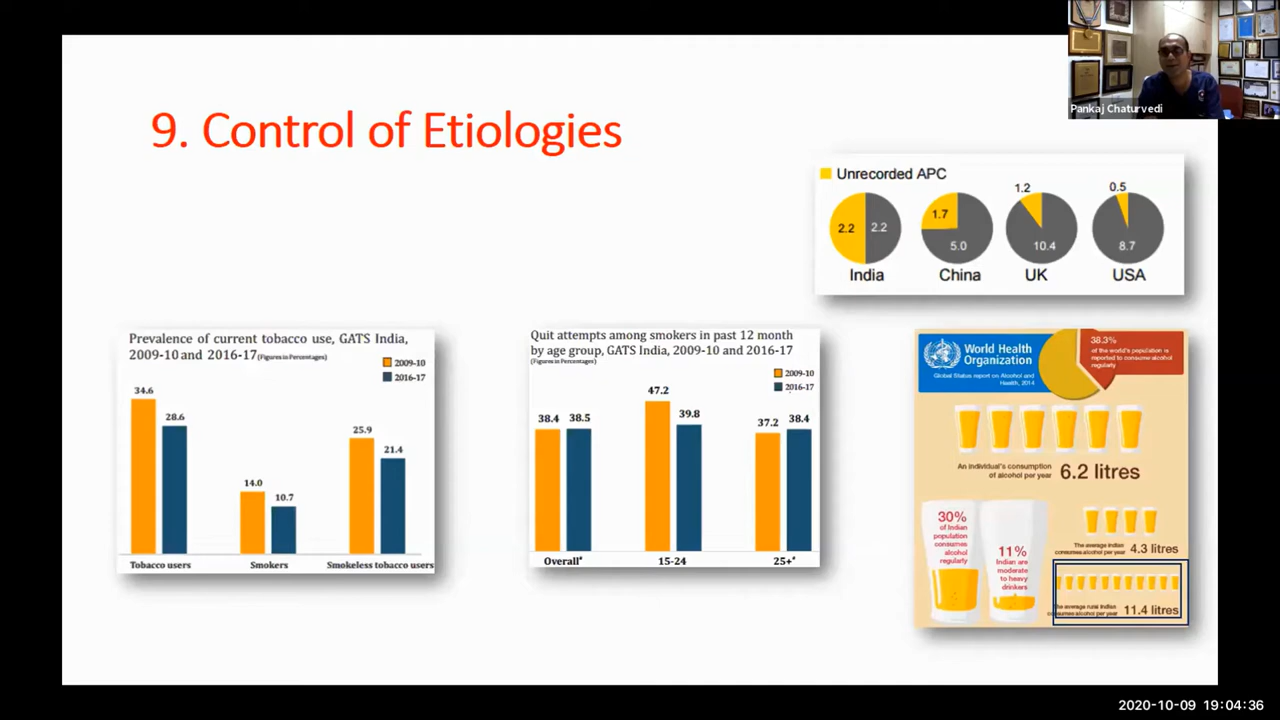 Pankaj Chaturvedi
9. Control of Etiologies
Unrecorded APC
2.2 2.2
India
1.7
5.0
China
1.2
10.4
UK
0.5
8.7
USA
Prevalence of current tobacco use, GATS India,
2009-10 and 2016-17 (Figures in Percentages)
2009-10
2016-17
34.6
28.6
14.0
10.7
25.9
21.4
Tobacco users
Smokers
Smokeless tobacco users
Quit attempts among smokers in past 12 month
by age group, GATS India, 2009-10 and 2016-17
(Figures in Percentages)
2009-10
2016-17
38.4 38.5
47.2
39.8
37.2
38.4
Overall*
15-24
25+*
World Health
Organization
Global Status report on Alcohol and
Health, 2014
38.3%
of the world's population is
reported to consume alcohol
regularly
An individual's consumption
of alcohol per year 6.2 litres
30%
of Indian
population
consumes
alcohol
regularly
11%
Indian are
moderate
to heavy
drinkers
The average Indian
consumes alcohol per year 4.3 litres
average rural Indian
alcohol per year 11.4 litres
2020-10-09 19:04:36